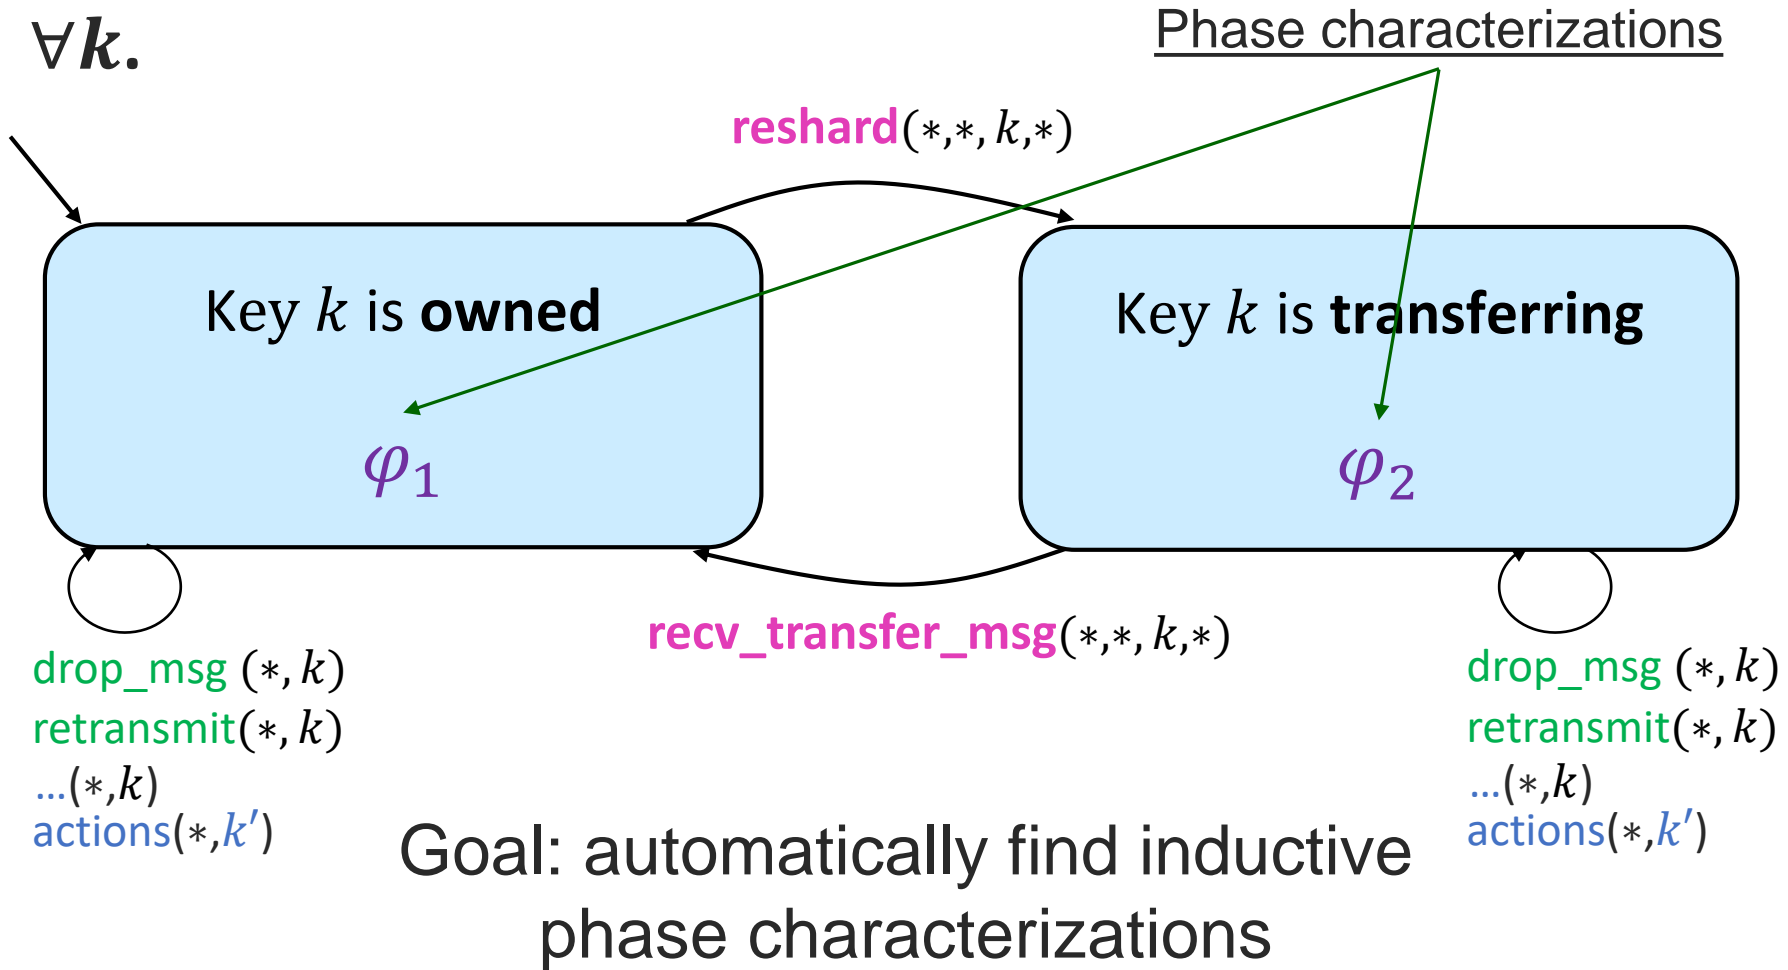 ∀k.
Phase characterizations
reshard(∗,∗, k,∗)
Key k is owned
φ₁
Key k is transferring
φ₂
recv_transfer_msg(∗,∗, k,∗)
drop_msg (∗, k)
retransmit(∗, k)
...(∗,k)
actions(∗,k′)
drop_msg (∗, k)
retransmit(∗, k)
...(∗,k)
actions(∗,k′)
Goal: automatically find inductive
phase characterizations